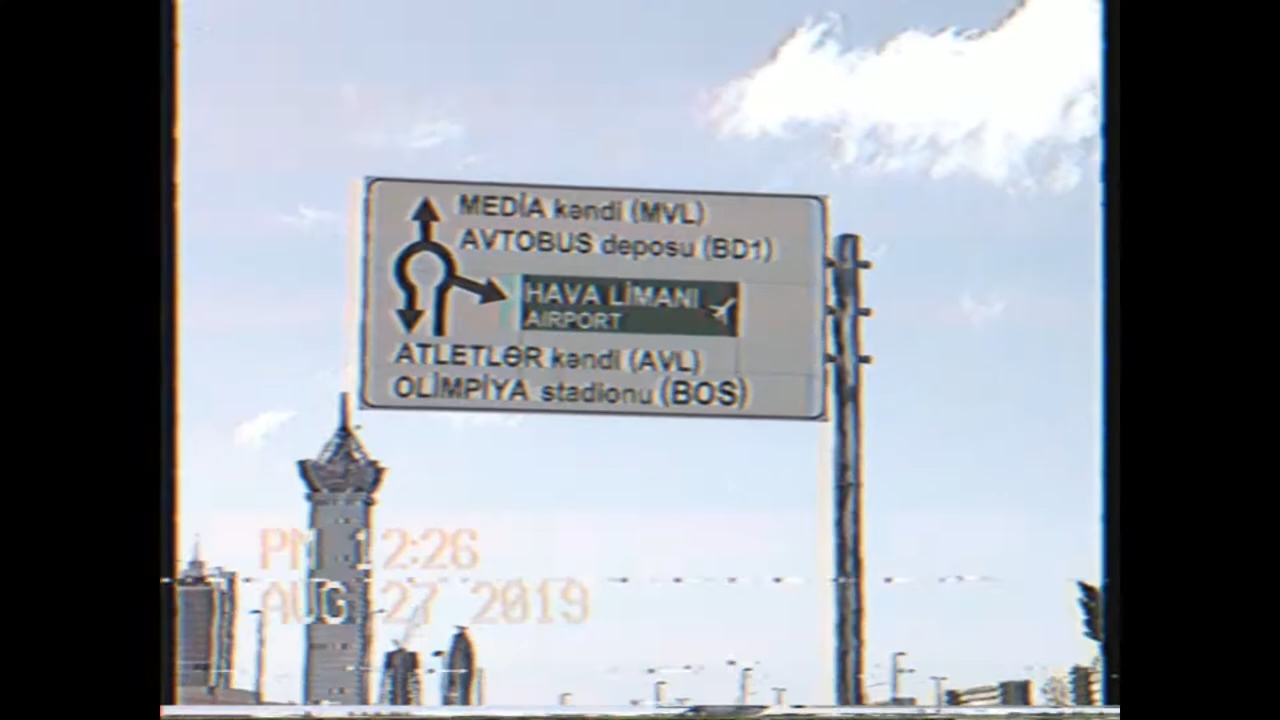 MEDİA kəndi (MVL)
AVTOBUS deposu (BD1)
HAVA LİMANI
AIRPORT
ATLETLƏR kəndi (AVL)
OLİMPİYA stadionu (BOS)
PM 12:26
AUG 27 2019